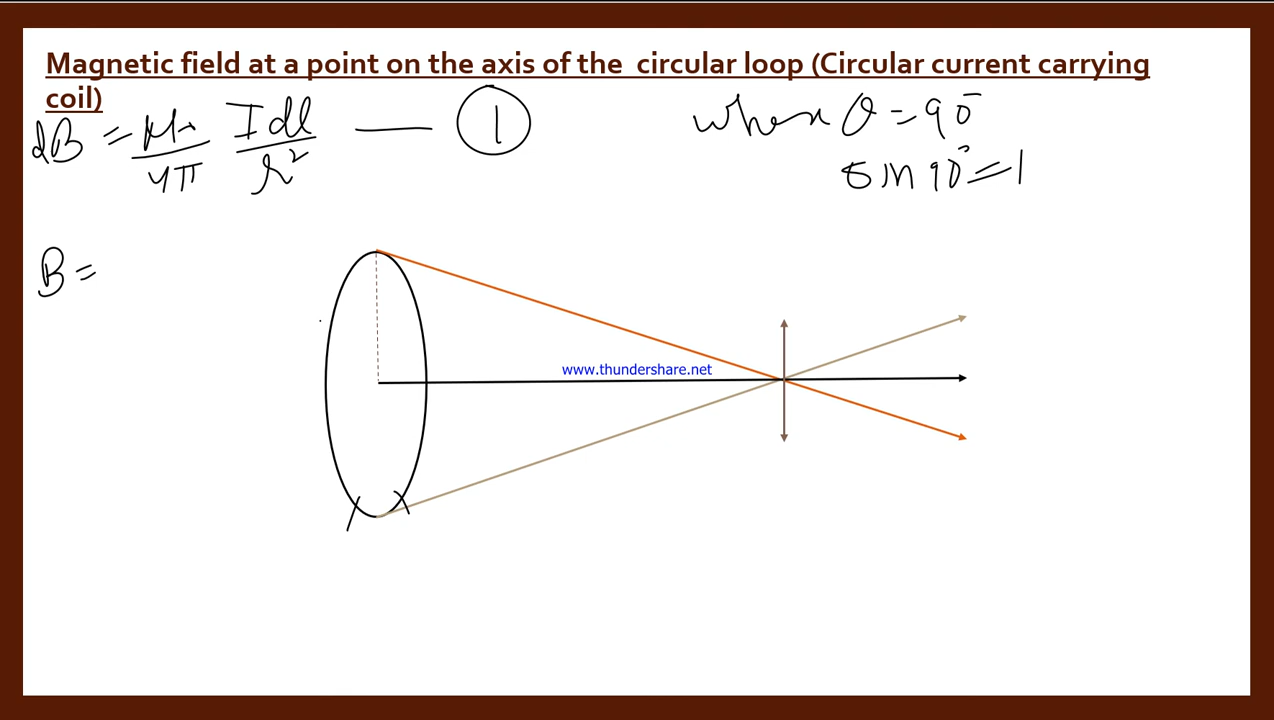 Magnetic field at a point on the axis of the circular loop (Circular current carrying
coil)
dB = μ₀/4π Idl/r² — 1
where θ = 90°
sin 90° = 1
B =
www.thundershare.net